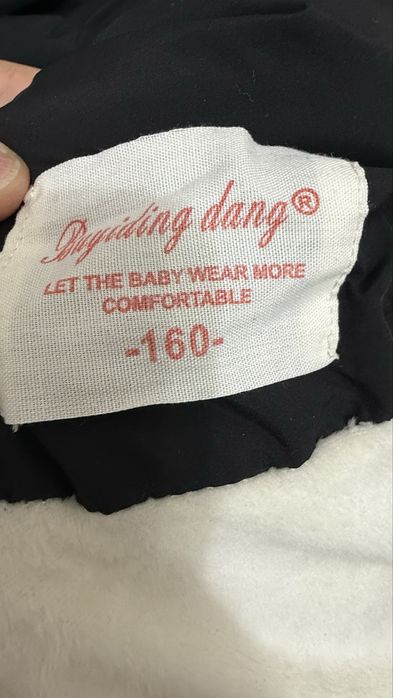 dang®
LET THE BABY WEAR MORE
COMFORTABLE
-160-